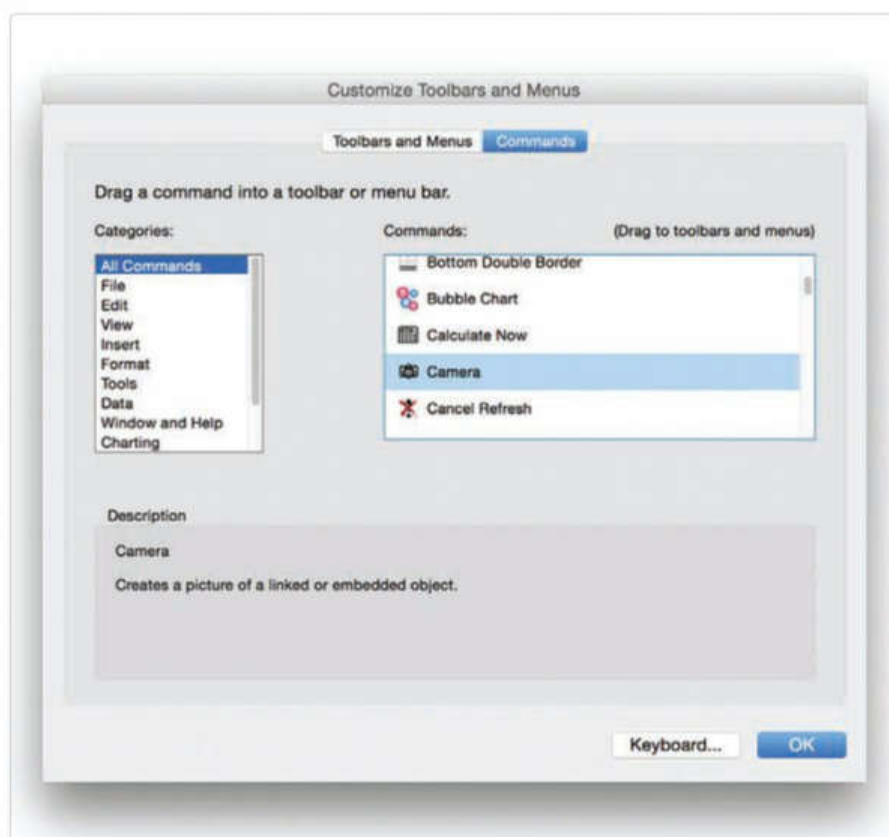 Customize Toolbars and Menus
Toolbars and Menus Commands
Drag a command into a toolbar or menu bar.
Categories: Commands: (Drag to toolbars and menus)
All Commands
File
Edit
View
Insert
Format
Tools
Data
Window and Help
Charting
Bottom Double Border
Bubble Chart
Calculate Now
Camera
Cancel Refresh
Description
Camera
Creates a picture of a linked or embedded object.
Keyboard... OK